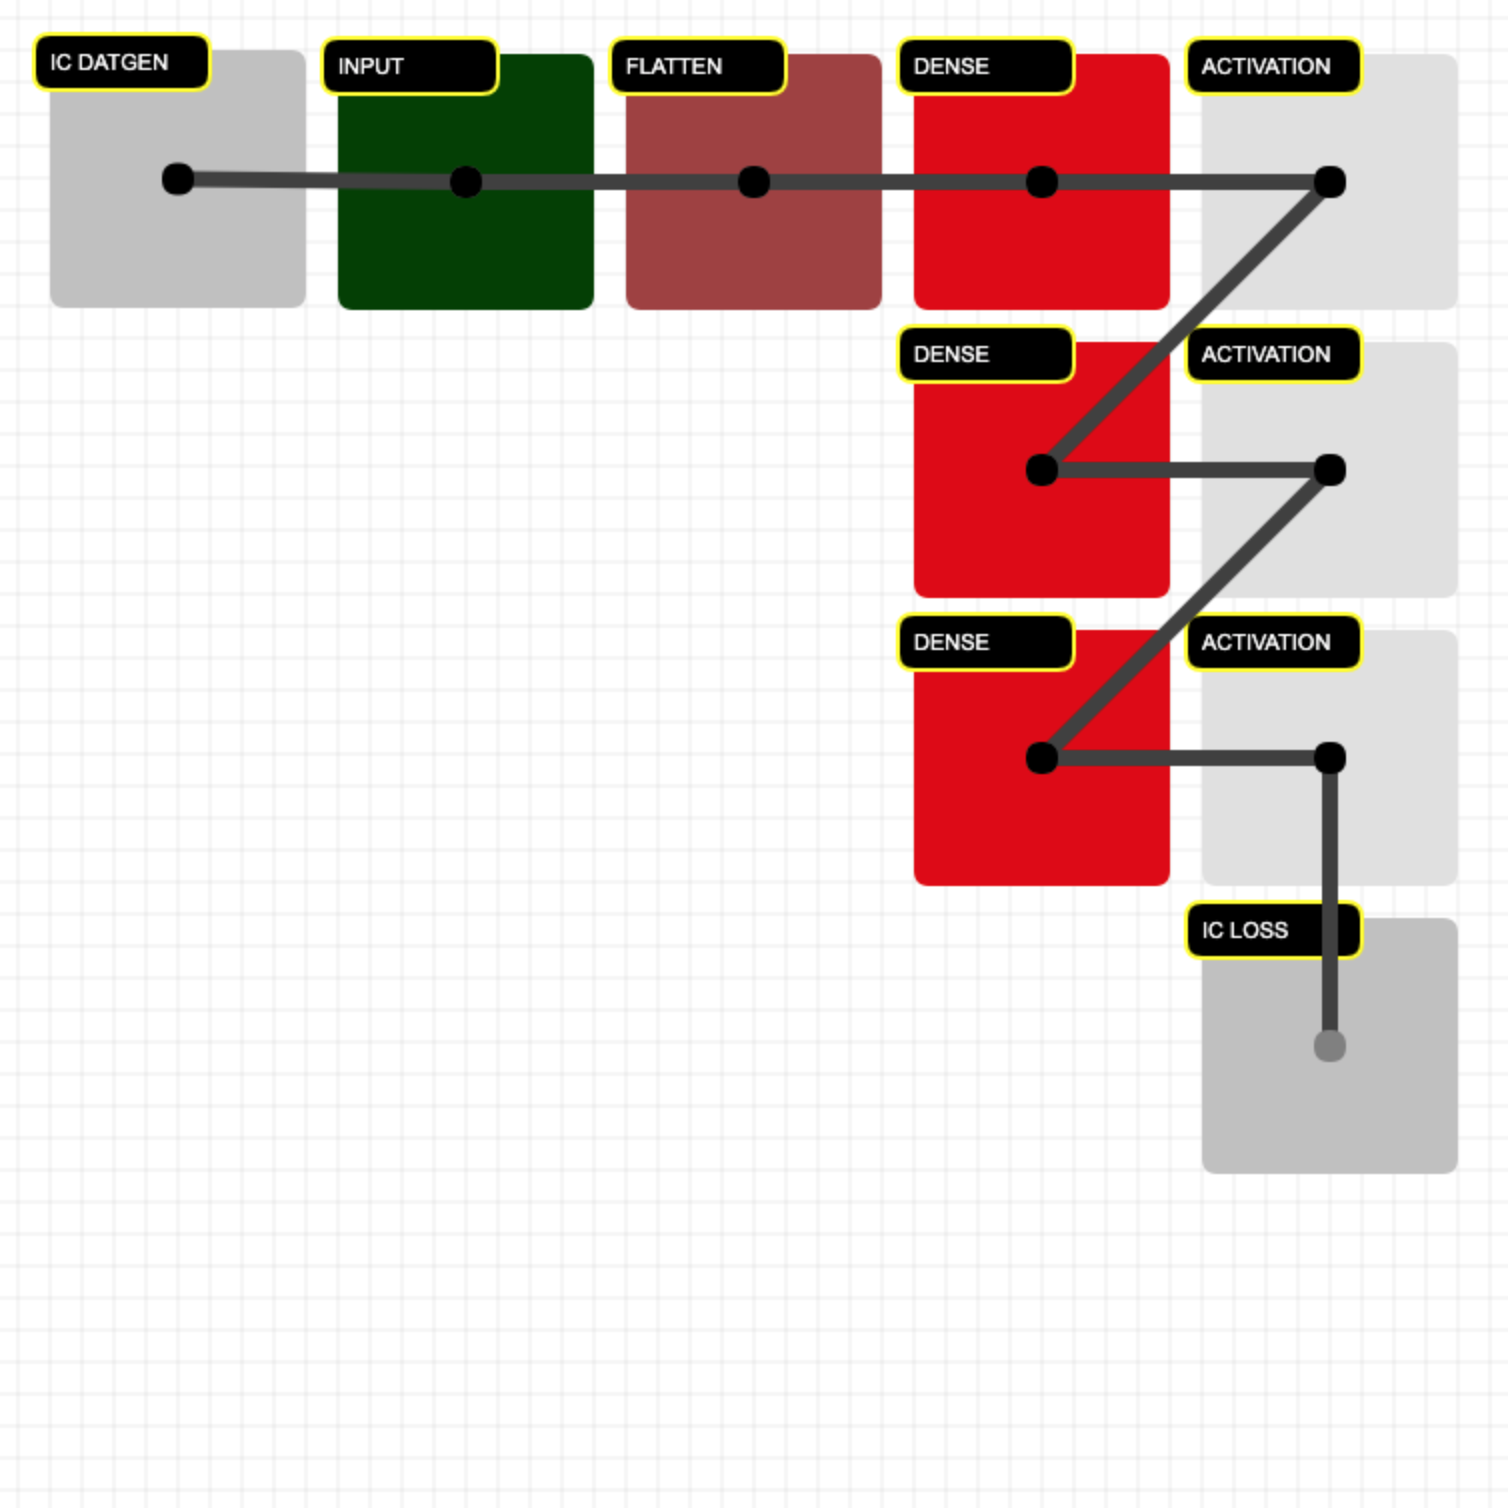 IC DATGEN
INPUT
FLATTEN
DENSE
ACTIVATION
DENSE
ACTIVATION
DENSE
ACTIVATION
IC LOSS